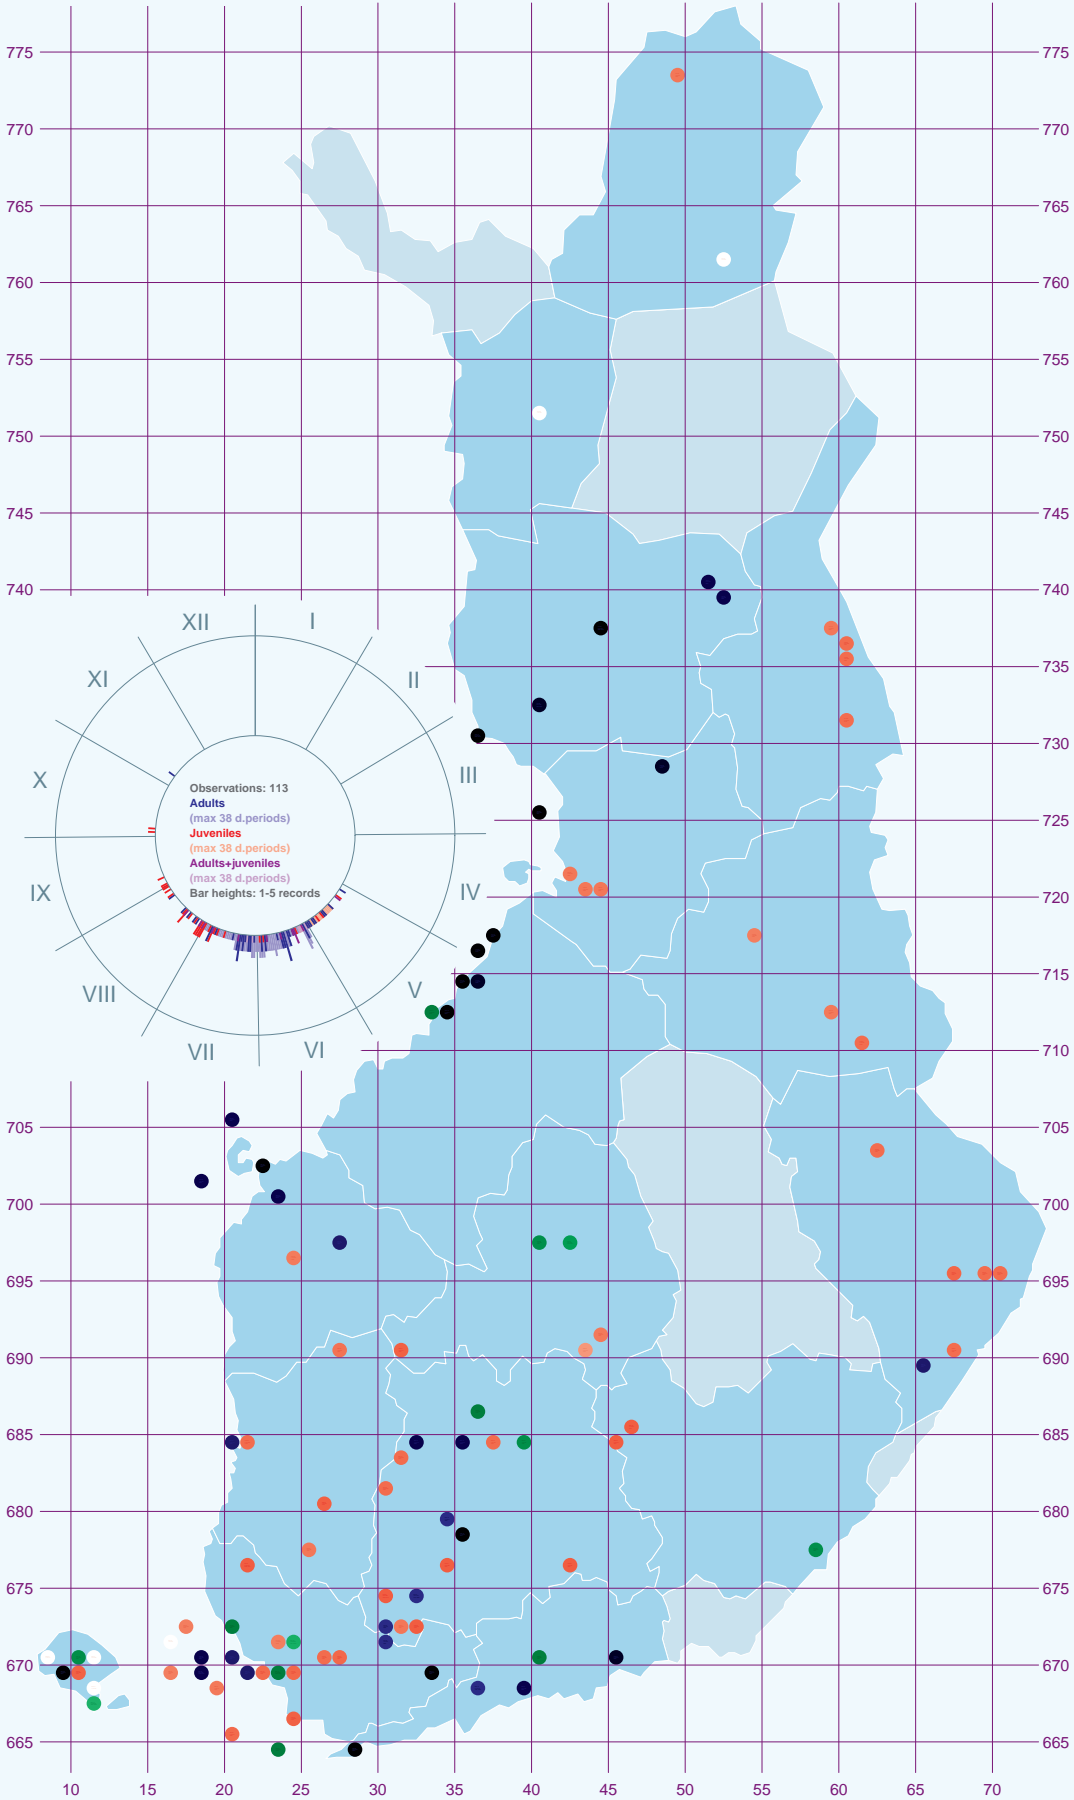 775 775
770 770
765 765
760 760
755 755
750 750
745 745
740 740
XII I
XI II
735 735
730 730
X III
Observations: 113
Adults
(max 38 d.periods)
725 725
Juveniles
(max 38 d.periods)
Adults+juveniles
(max 38 d.periods)
Bar heights: 1-5 records
IX IV
720 720
715 715
VIII V
VII VI
710 710
705 705
700 700
695 695
690 690
685 685
680 680
675 675
670 670
665 665
10 15 20 25 30 35 40 45 50 55 60 65 70